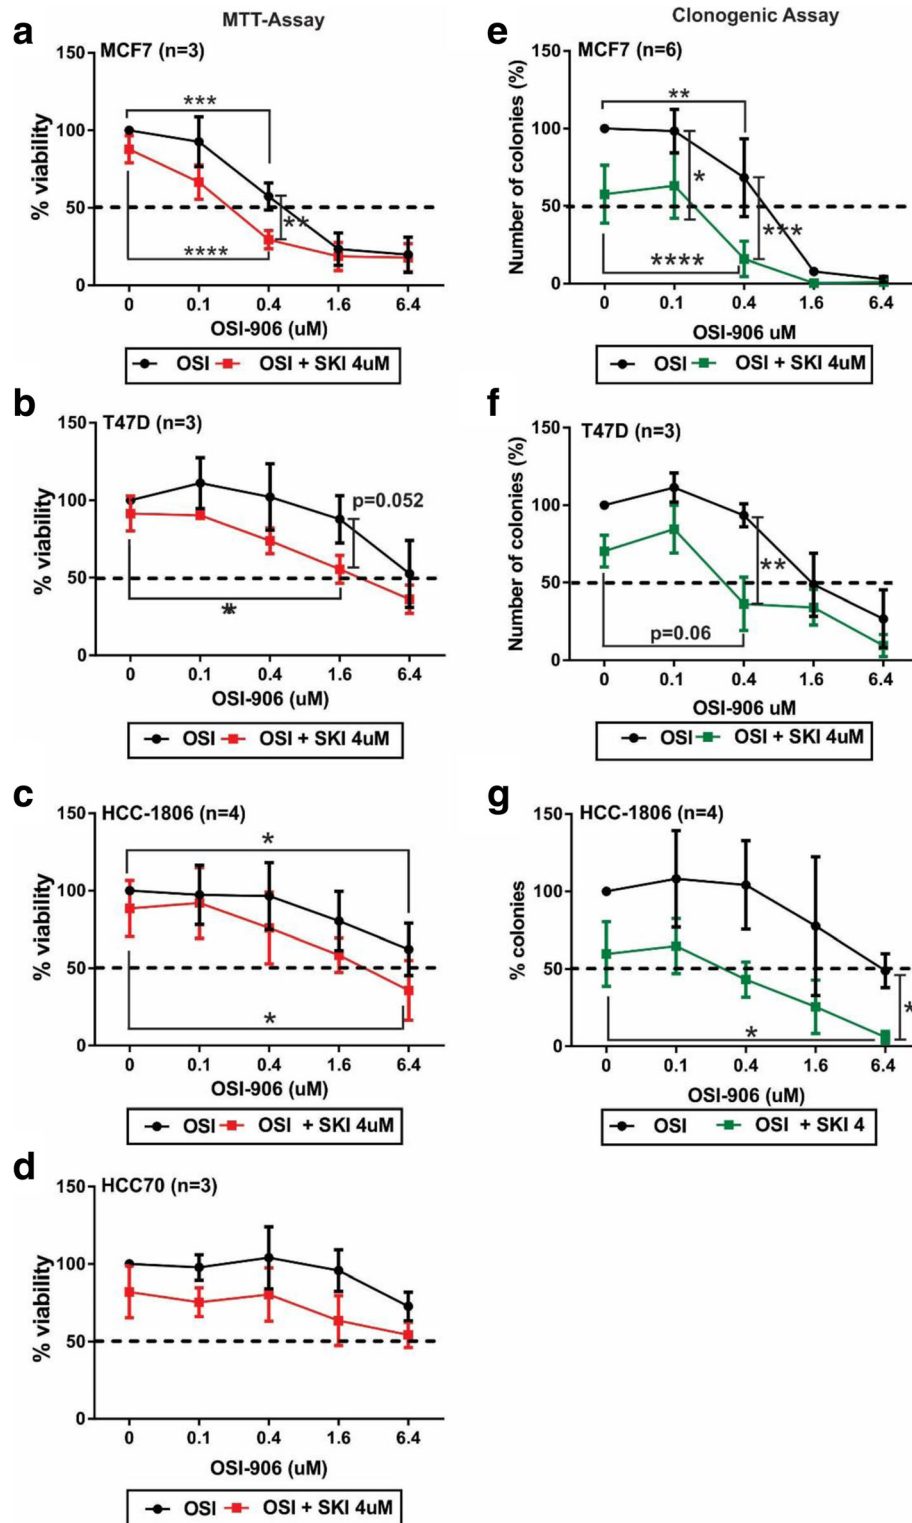 a
MTT-Assay
MCF7 (n=3)
150
100
50
0
% viability
***
**
****
0 0.1 0.4 1.6 6.4
OSI-906 (uM)
OSI OSI + SKI 4uM
e
Clonogenic Assay
MCF7 (n=6)
150
100
50
0
Number of colonies (%)
**
*
***
****
0 0.1 0.4 1.6 6.4
OSI-906 uM
OSI OSI + SKI 4uM
b
T47D (n=3)
150
100
50
0
% viability
p=0.052
*
0 0.1 0.4 1.6 6.4
OSI-906 (uM)
OSI OSI + SKI 4uM
f
T47D (n=3)
150
100
50
0
Number of colonies (%)
**
p=0.06
0 0.1 0.4 1.6 6.4
OSI-906 uM
OSI OSI + SKI 4uM
c
HCC-1806 (n=4)
150
100
50
0
% viability
*
*
0 0.1 0.4 1.6 6.4
OSI-906 (uM)
OSI OSI + SKI 4uM
g
HCC-1806 (n=4)
150
100
50
0
% colonies
*
*
0 0.1 0.4 1.6 6.4
OSI-906 (uM)
OSI OSI + SKI 4
d
HCC70 (n=3)
150
100
50
0
% viability
0 0.1 0.4 1.6 6.4
OSI-906 (uM)
OSI OSI + SKI 4uM